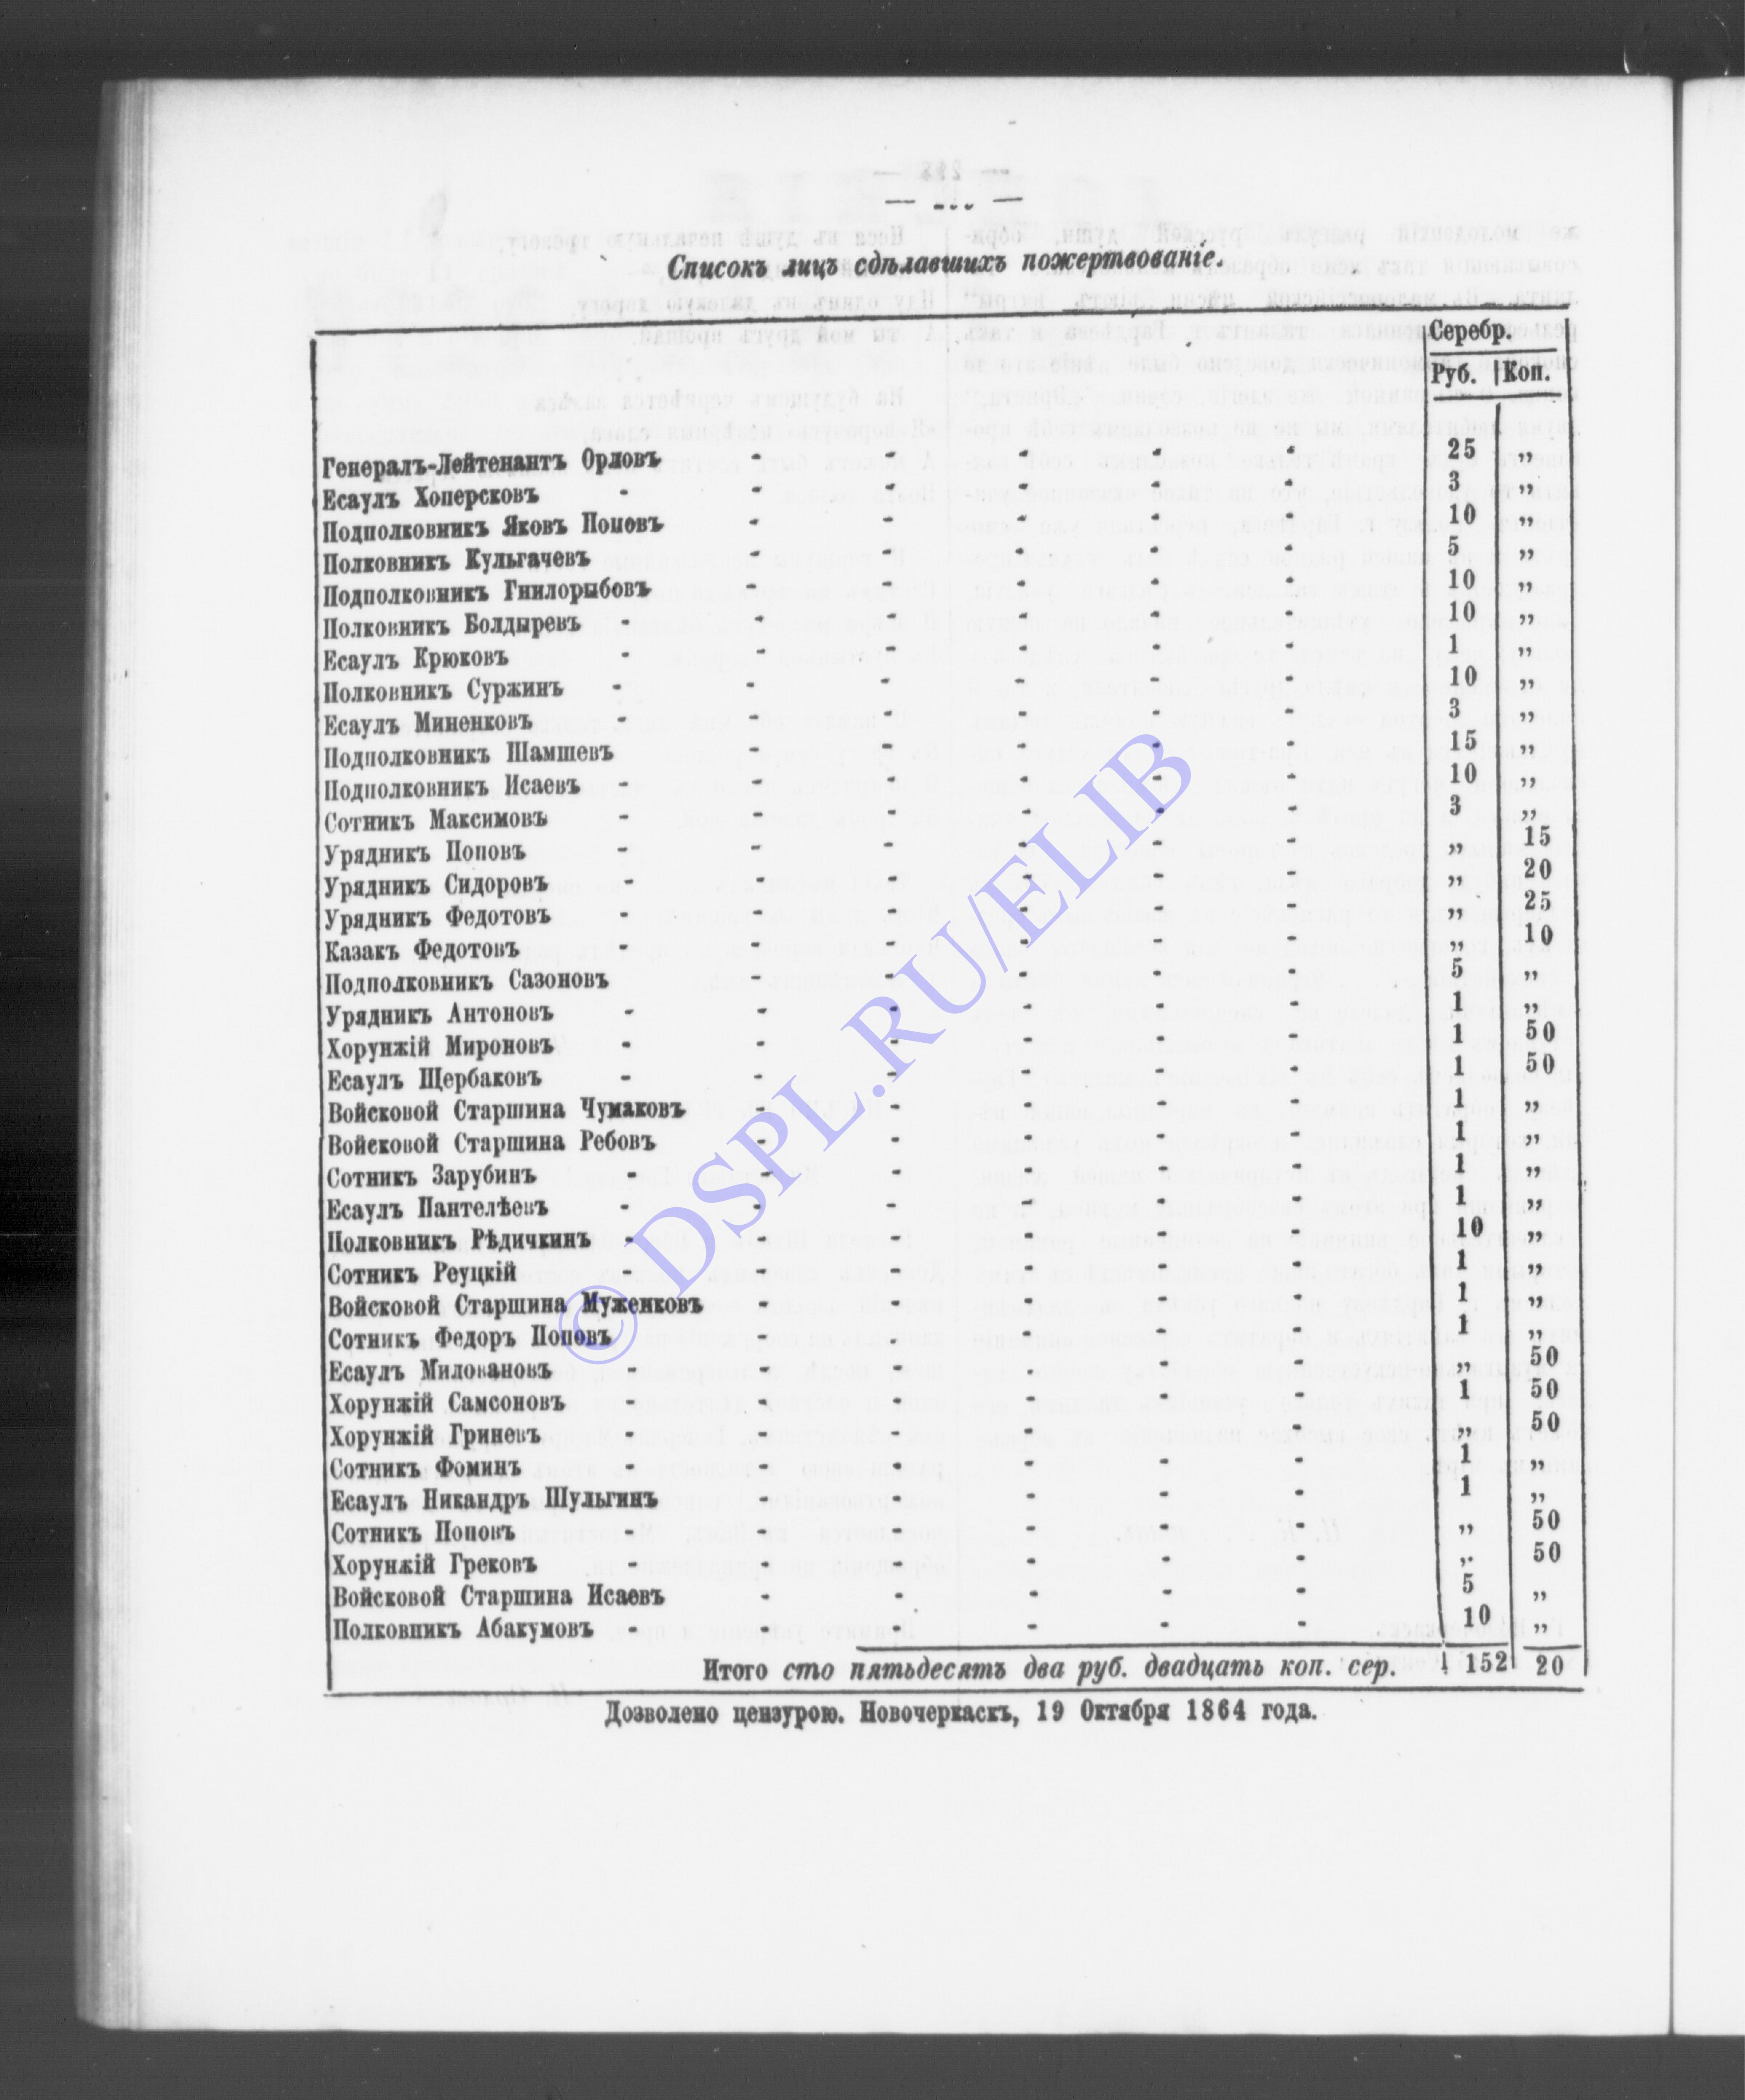 Списокъ лицъ сдѣлавшихъ пожертвованіе.
Серебр.
Руб. Коп.
Генералъ-Лейтенантъ Орловъ - - - - - 25 „
Есаулъ Хоперсковъ - - - - - - 3 „
Подполковникъ Яковъ Поповъ - - - - - 10 „
Полковникъ Кульгачевъ - - - - - 5 „
Подполковникъ Гнилорыбовъ - - - - - 10 „
Полковникъ Болдыревъ - - - - - - 10 „
Есаулъ Крюковъ - - - - - - 1 „
Полковникъ Суржинъ - - - - - - 10 „
Есаулъ Миненковъ - - - - - - 3 „
Подполковникъ Шамшевъ - - - - - 15 „
Подполковникъ Исаевъ - - - - - - 10 „
Сотникъ Максимовъ - - - - - - 3 „
Урядникъ Поповъ - - - - - - „ 15
Урядникъ Сидоровъ - - - - - - „ 20
Урядникъ Федотовъ - - - - - - „ 25
Казак Федотовъ - - - - - - „ 10
Подполковникъ Сазоновъ - - - - - 5 „
Урядникъ Антоновъ - - - - - - 1 „
Хорунжій Мироновъ - - - - - - 1 50
Есаулъ Щербаковъ - - - - - - 1 50
Войсковой Старшина Чумаковъ - - - - - 1 „
Войсковой Старшина Ребовъ - - - - - 1 „
Сотникъ Зарубинъ - - - - - - 1 „
Есаулъ Пантелѣевъ - - - - - - 1 „
Полковникъ Рѣдичкинъ - - - - - - 10 „
Сотникъ Реуцкій - - - - - - 1 „
Войсковой Старшина Муженковъ - - - - - 1 „
Сотникъ Федоръ Поповъ - - - - - 1 „
Есаулъ Миловановъ - - - - - - „ 50
Хорунжій Самсоновъ - - - - - - 1 50
Хорунжій Гриневъ - - - - - - „ 50
Сотникъ Фоминъ - - - - - - 1 „
Есаулъ Никандръ Шульгинъ - - - - - 1 „
Сотникъ Поповъ - - - - - - „ 50
Хорунжій Грековъ - - - - - - „ 50
Войсковой Старшина Исаевъ - - - - - 5 „
Полковникъ Абакумовъ - - - - - - 10 „
Итого сто пятьдесятъ два руб. двадцать коп. сер. 152 20
Дозволено цензурою. Новочеркаскъ, 19 Октября 1864 года.
© DSPL.RU/ELIB